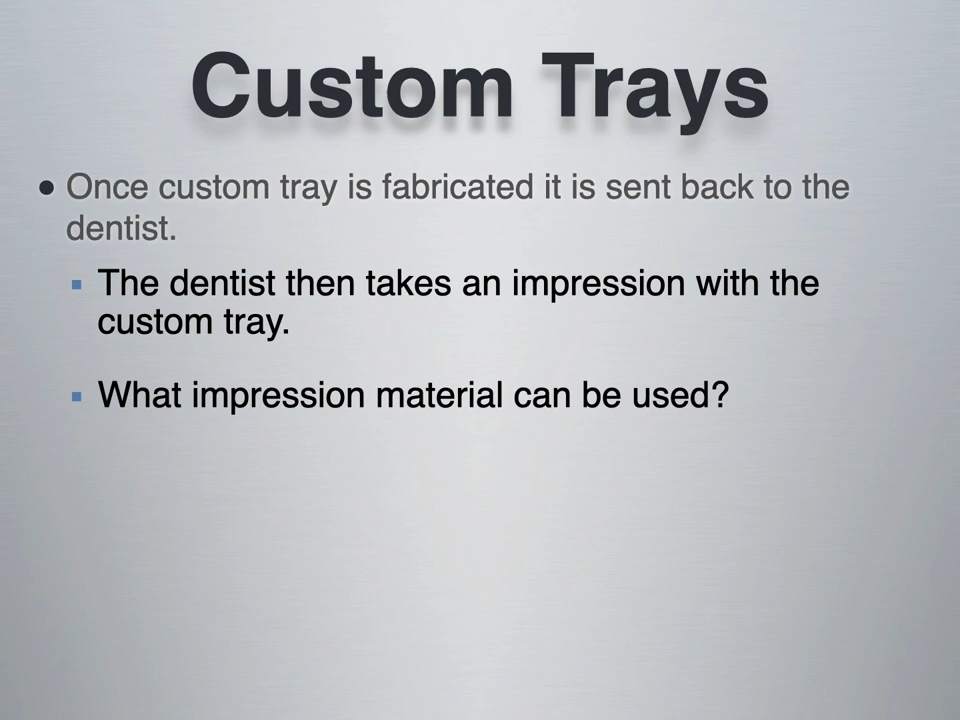 Custom Trays
• Once custom tray is fabricated it is sent back to the
dentist.
▪ The dentist then takes an impression with the
custom tray.
▪ What impression material can be used?